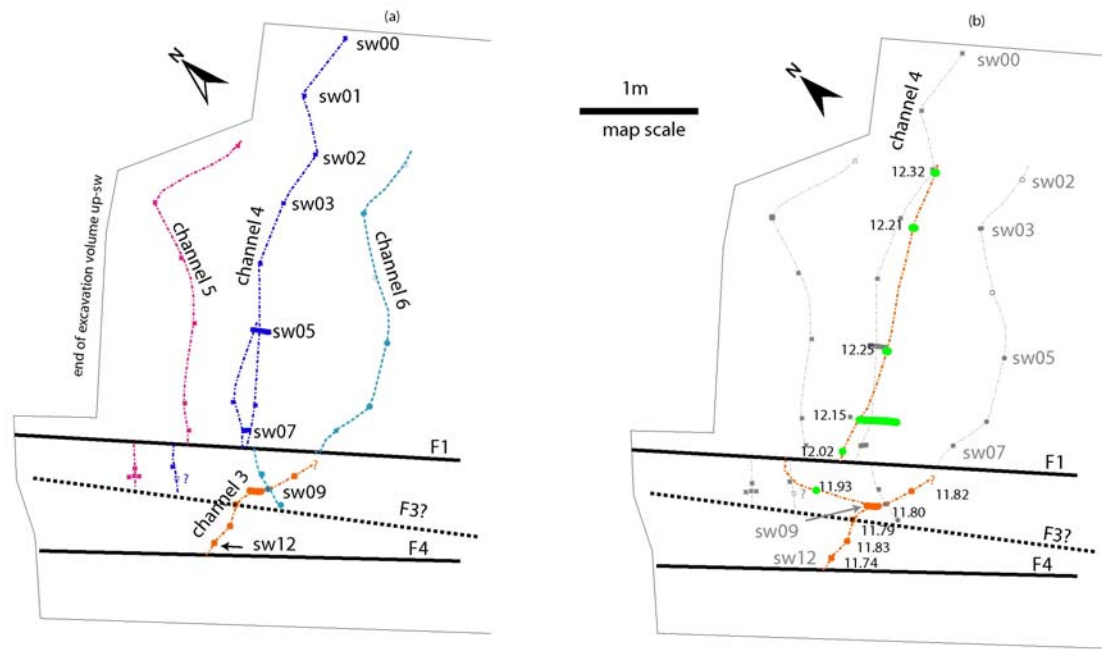 (a)
N
sw00
sw01
sw02
sw03
channel 4
channel 5
channel 6
end of excavation volume up-sw
sw05
sw07
F1
?
?
sw09
channel 3
F3?
sw12
F4
(b)
N
1m
map scale
sw00
channel 4
12.32
sw02
12.21
sw03
12.25
sw05
12.15
12.02
sw07
F1
11.93
?
?
11.82
11.80
sw09
11.79
F3?
11.83
sw12
11.74
F4